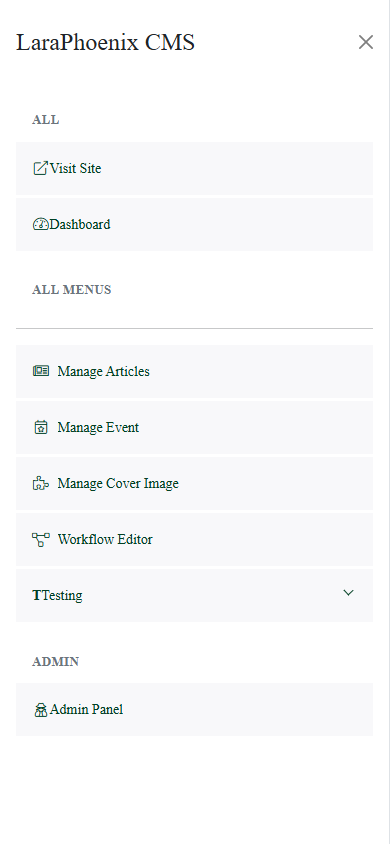 LaraPhoenix CMS
ALL
Visit Site
Dashboard
ALL MENUS
Manage Articles
Manage Event
Manage Cover Image
Workflow Editor
TTesting
ADMIN
Admin Panel